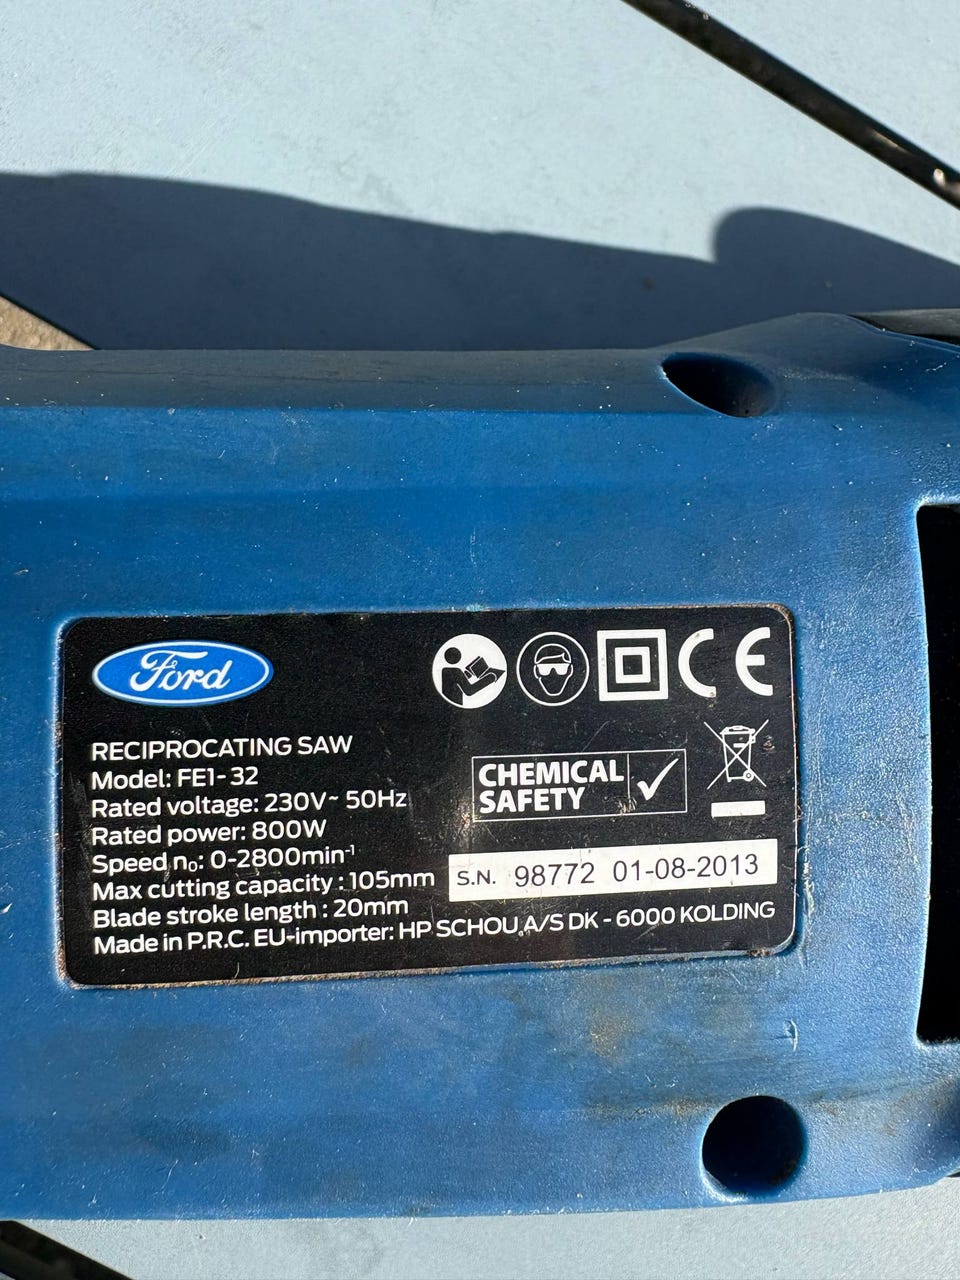 Ford
RECIPROCATING SAW
Model: FE1-32
Rated voltage: 230V~ 50Hz
Rated power: 800W
Speed n₀: 0-2800min⁻¹
Max cutting capacity : 105mm
Blade stroke length : 20mm
Made in P.R.C. EU-importer: HP SCHOU A/S DK - 6000 KOLDING
CE
CHEMICAL
SAFETY
S.N. 98772 01-08-2013